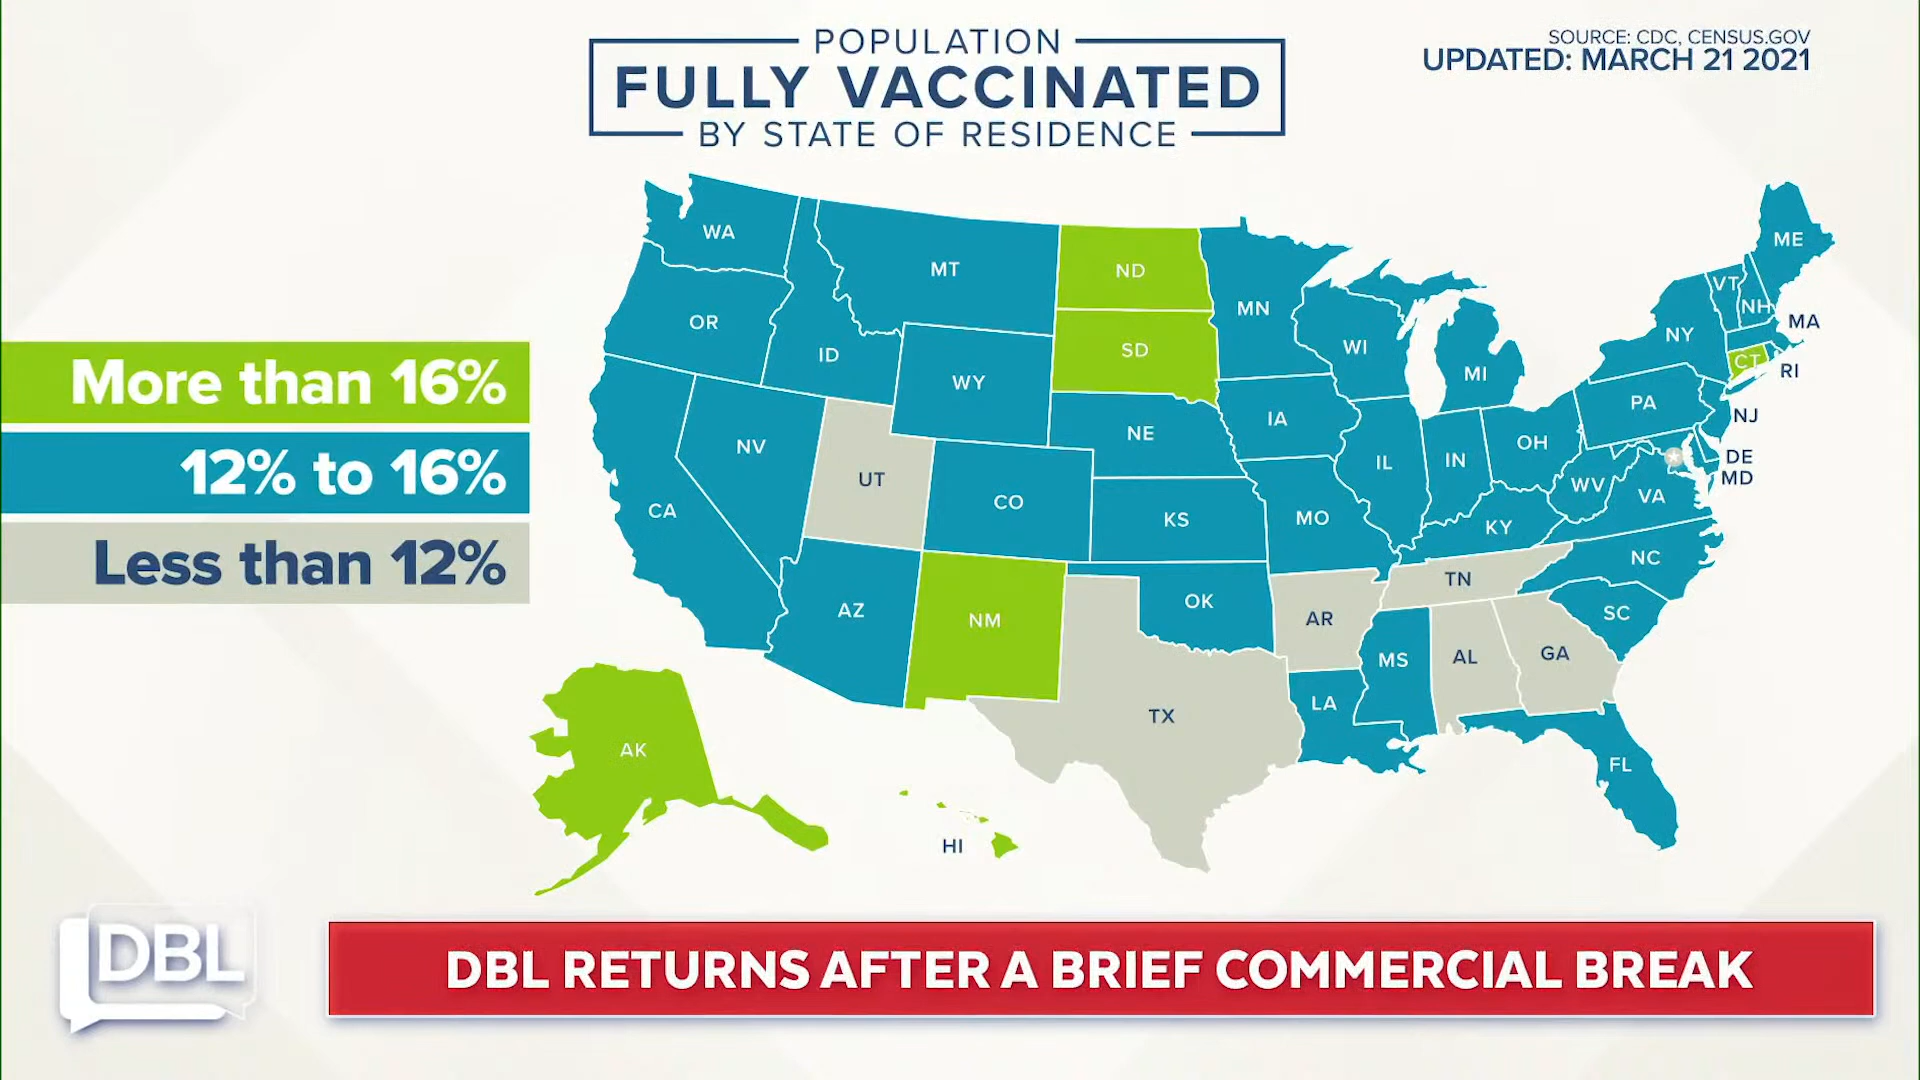 POPULATION
FULLY VACCINATED
BY STATE OF RESIDENCE
SOURCE: CDC, CENSUS.GOV
UPDATED: MARCH 21 2021
More than 16%
12% to 16%
Less than 12%
WA
MT
ND
MN
ME
VT
NH
MA
OR
ID
SD
WI
NY
CT
RI
WY
MI
PA
NJ
NV
NE
IA
IL
IN
OH
DE
MD
UT
CO
CA
KS
MO
WV
VA
KY
NC
AZ
NM
OK
AR
TN
SC
MS
AL
GA
LA
TX
FL
AK
HI
DBL
DBL RETURNS AFTER A BRIEF COMMERCIAL BREAK